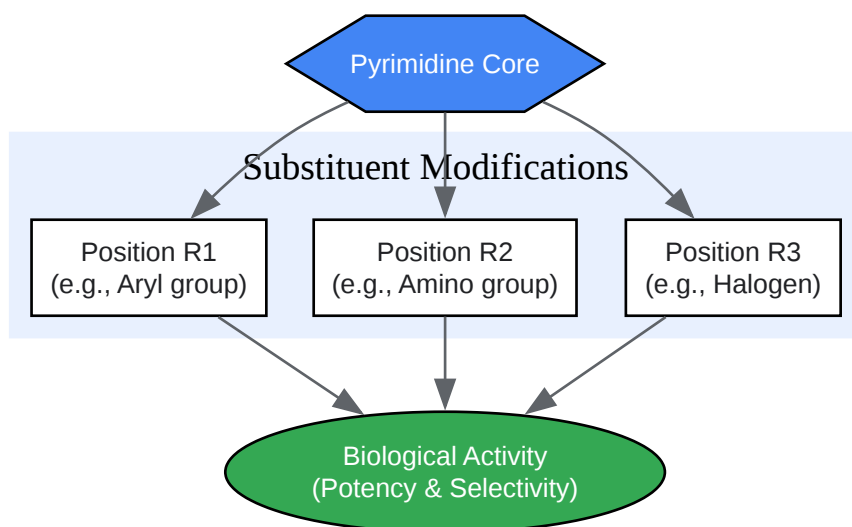 Pyrimidine Core
Substituent Modifications
Position R1
(e.g., Aryl group)
Position R2
(e.g., Amino group)
Position R3
(e.g., Halogen)
Biological Activity
(Potency & Selectivity)